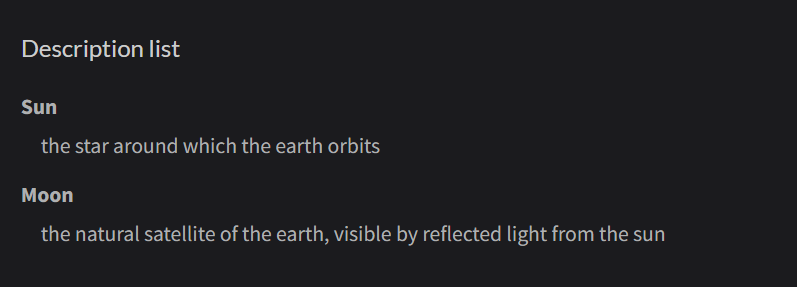 Description list
Sun
the star around which the earth orbits
Moon
the natural satellite of the earth, visible by reflected light from the sun